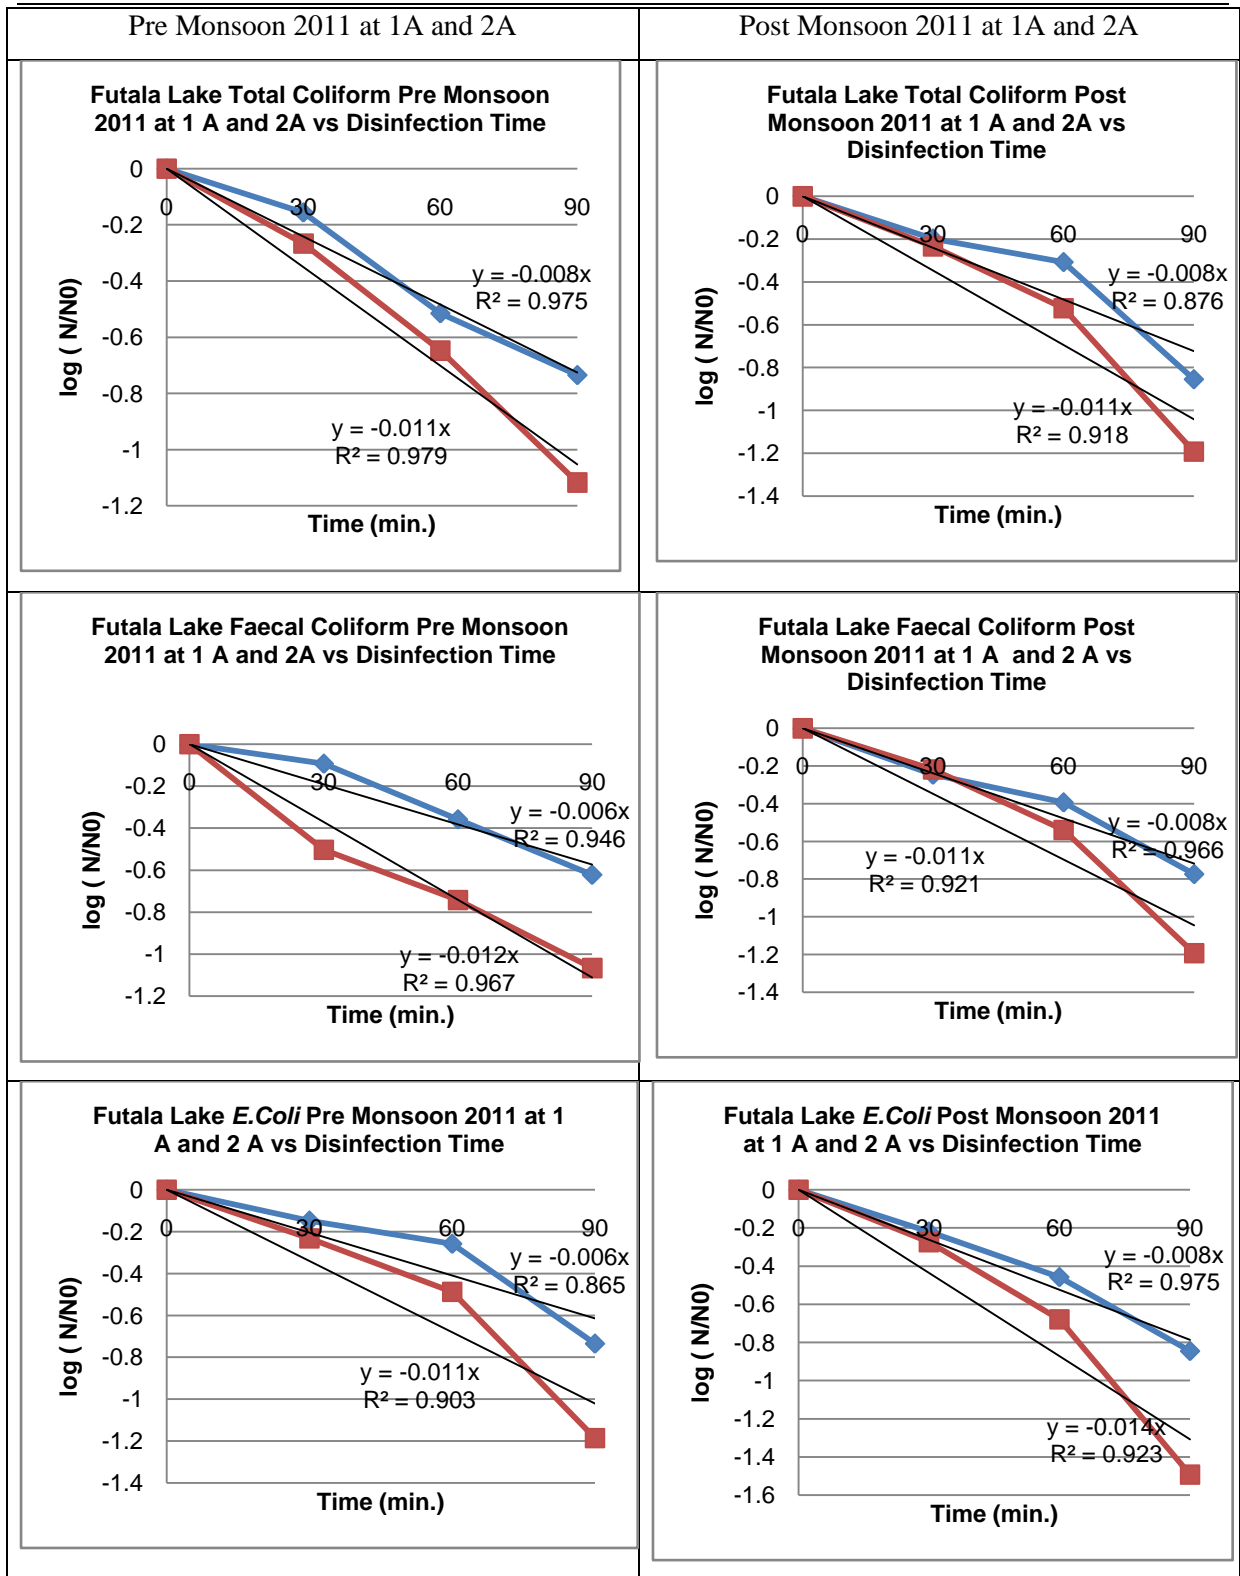 Pre Monsoon 2011 at 1A and 2A
Post Monsoon 2011 at 1A and 2A
Futala Lake Total Coliform Pre Monsoon
2011 at 1 A and 2A vs Disinfection Time
0
-0.2
-0.4
-0.6
-0.8
-1
-1.2
0
30
60
90
y = -0.008x
R² = 0.975
y = -0.011x
R² = 0.979
log ( N/N0)
Time (min.)
Futala Lake Total Coliform Post
Monsoon 2011 at 1 A and 2A vs
Disinfection Time
0
-0.2
-0.4
-0.6
-0.8
-1
-1.2
-1.4
0
30
60
90
y = -0.008x
R² = 0.876
y = -0.011x
R² = 0.918
log ( N/N0)
Time (min.)
Futala Lake Faecal Coliform Pre Monsoon
2011 at 1 A and 2A vs Disinfection Time
0
-0.2
-0.4
-0.6
-0.8
-1
-1.2
0
30
60
90
y = -0.006x
R² = 0.946
y = -0.012x
R² = 0.967
log ( N/N0)
Time (min.)
Futala Lake Faecal Coliform Post
Monsoon 2011 at 1 A and 2 A vs
Disinfection Time
0
-0.2
-0.4
-0.6
-0.8
-1
-1.2
-1.4
0
30
60
90
y = -0.008x
R² = 0.966
y = -0.011x
R² = 0.921
log ( N/N0)
Time (min.)
Futala Lake E.Coli Pre Monsoon 2011 at 1
A and 2 A vs Disinfection Time
0
-0.2
-0.4
-0.6
-0.8
-1
-1.2
-1.4
0
30
60
90
y = -0.006x
R² = 0.865
y = -0.011x
R² = 0.903
log ( N/N0)
Time (min.)
Futala Lake E.Coli Post Monsoon 2011
at 1 A and 2 A vs Disinfection Time
0
-0.2
-0.4
-0.6
-0.8
-1
-1.2
-1.4
-1.6
0
30
60
90
y = -0.008x
R² = 0.975
y = -0.014x
R² = 0.923
log ( N/N0)
Time (min.)